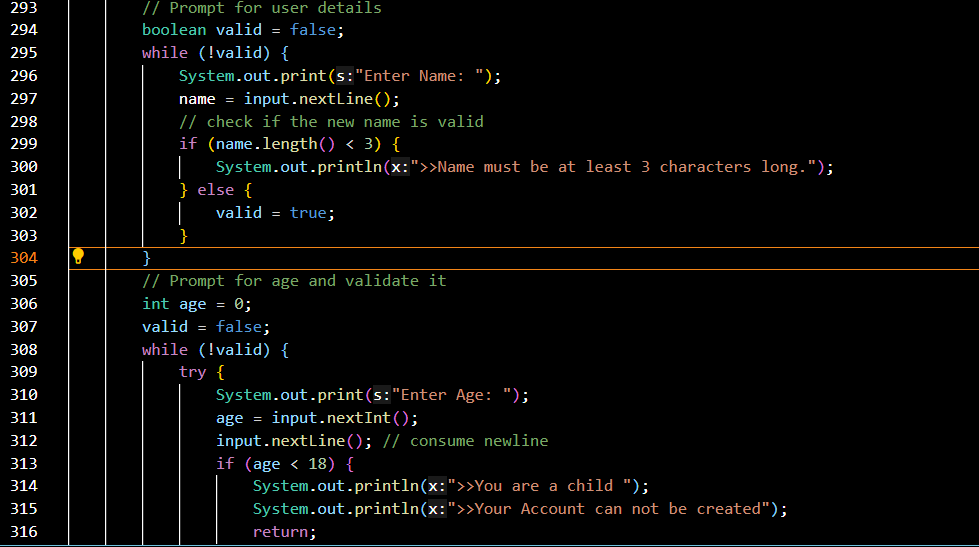 293 // Prompt for user details
294 boolean valid = false;
295 while (!valid) {
296 System.out.print(s:"Enter Name: ");
297 name = input.nextLine();
298 // check if the new name is valid
299 if (name.length() < 3) {
300 System.out.println(x:">>Name must be at least 3 characters long.");
301 } else {
302 valid = true;
303 }
304 }
305 // Prompt for age and validate it
306 int age = 0;
307 valid = false;
308 while (!valid) {
309 try {
310 System.out.print(s:"Enter Age: ");
311 age = input.nextInt();
312 input.nextLine(); // consume newline
313 if (age < 18) {
314 System.out.println(x:">>You are a child ");
315 System.out.println(x:">>Your Account can not be created");
316 return;